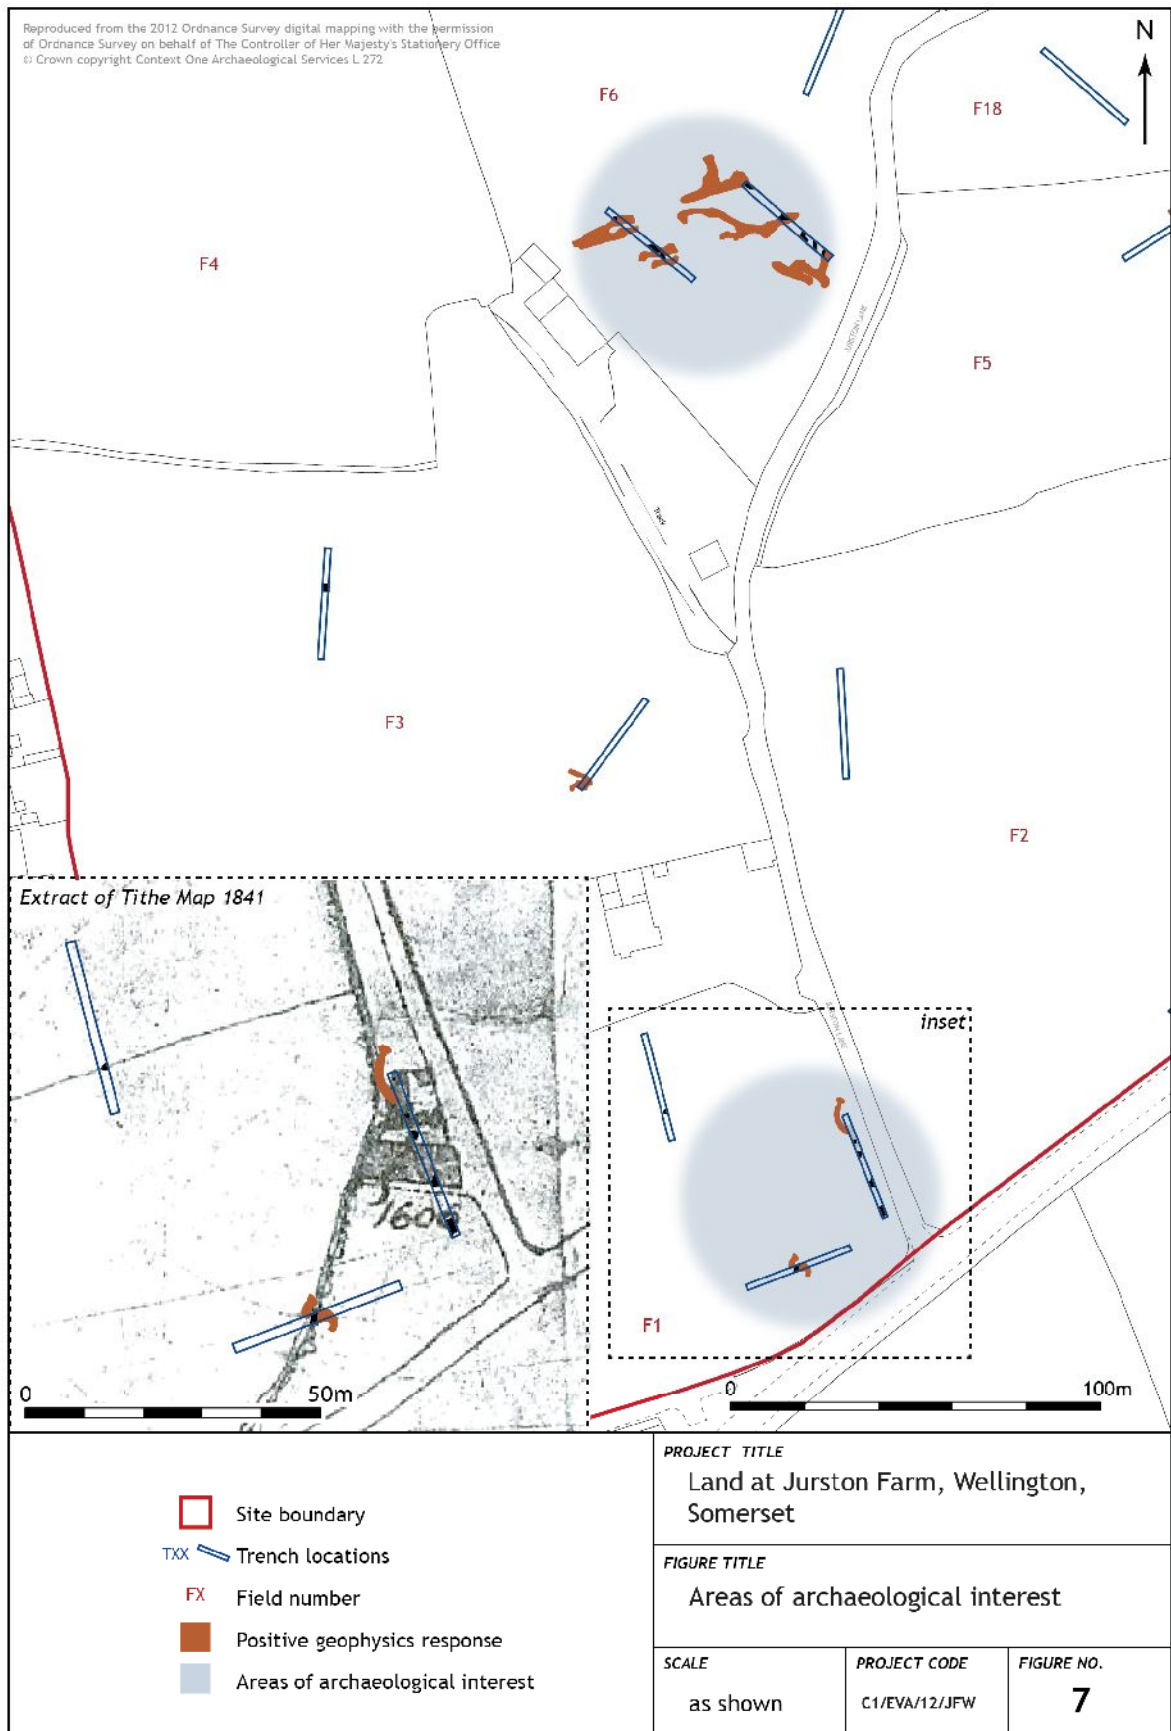 Reproduced from the 2012 Ordnance Survey digital mapping with the permission
of Ordnance Survey on behalf of The Controller of Her Majesty's Stationery Office
© Crown copyright Context One Archaeological Services L 272
N
F6
F18
F4
F5
Track
F3
F2
Extract of Tithe Map 1841
inset
F1
0
50m
0
100m
Site boundary
TXX Trench locations
FX Field number
Positive geophysics response
Areas of archaeological interest
PROJECT TITLE
Land at Jurston Farm, Wellington,
Somerset
FIGURE TITLE
Areas of archaeological interest
SCALE
as shown
PROJECT CODE
C1/EVA/12/JFW
FIGURE NO.
7